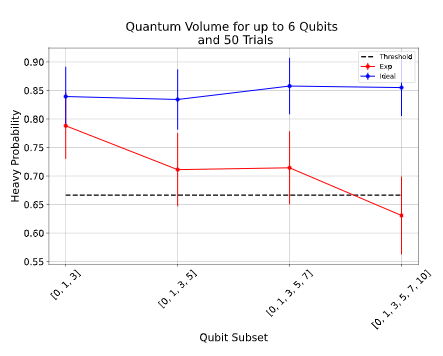 Quantum Volume for up to 6 Qubits
and 50 Trials
Threshold
Exp
Ideal
0.90
0.85
0.80
0.75
0.70
0.65
0.60
0.55
Heavy Probability
[0, 1, 3]
[0, 1, 3, 5]
[0, 1, 3, 5, 7]
[0, 1, 3, 5, 7, 10]
Qubit Subset